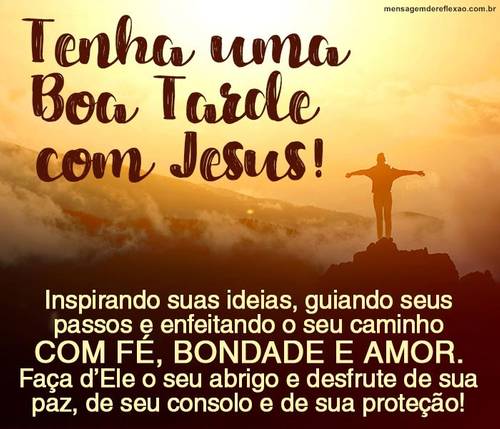 mensagemdereflexao.com.br
Tenha uma
Boa Tarde
com Jesus!
Inspirando suas ideias, guiando seus
passos e enfeitando o seu caminho
COM FÉ, BONDADE E AMOR.
Faça d'Ele o seu abrigo e desfrute de sua
paz, de seu consolo e de sua proteção!